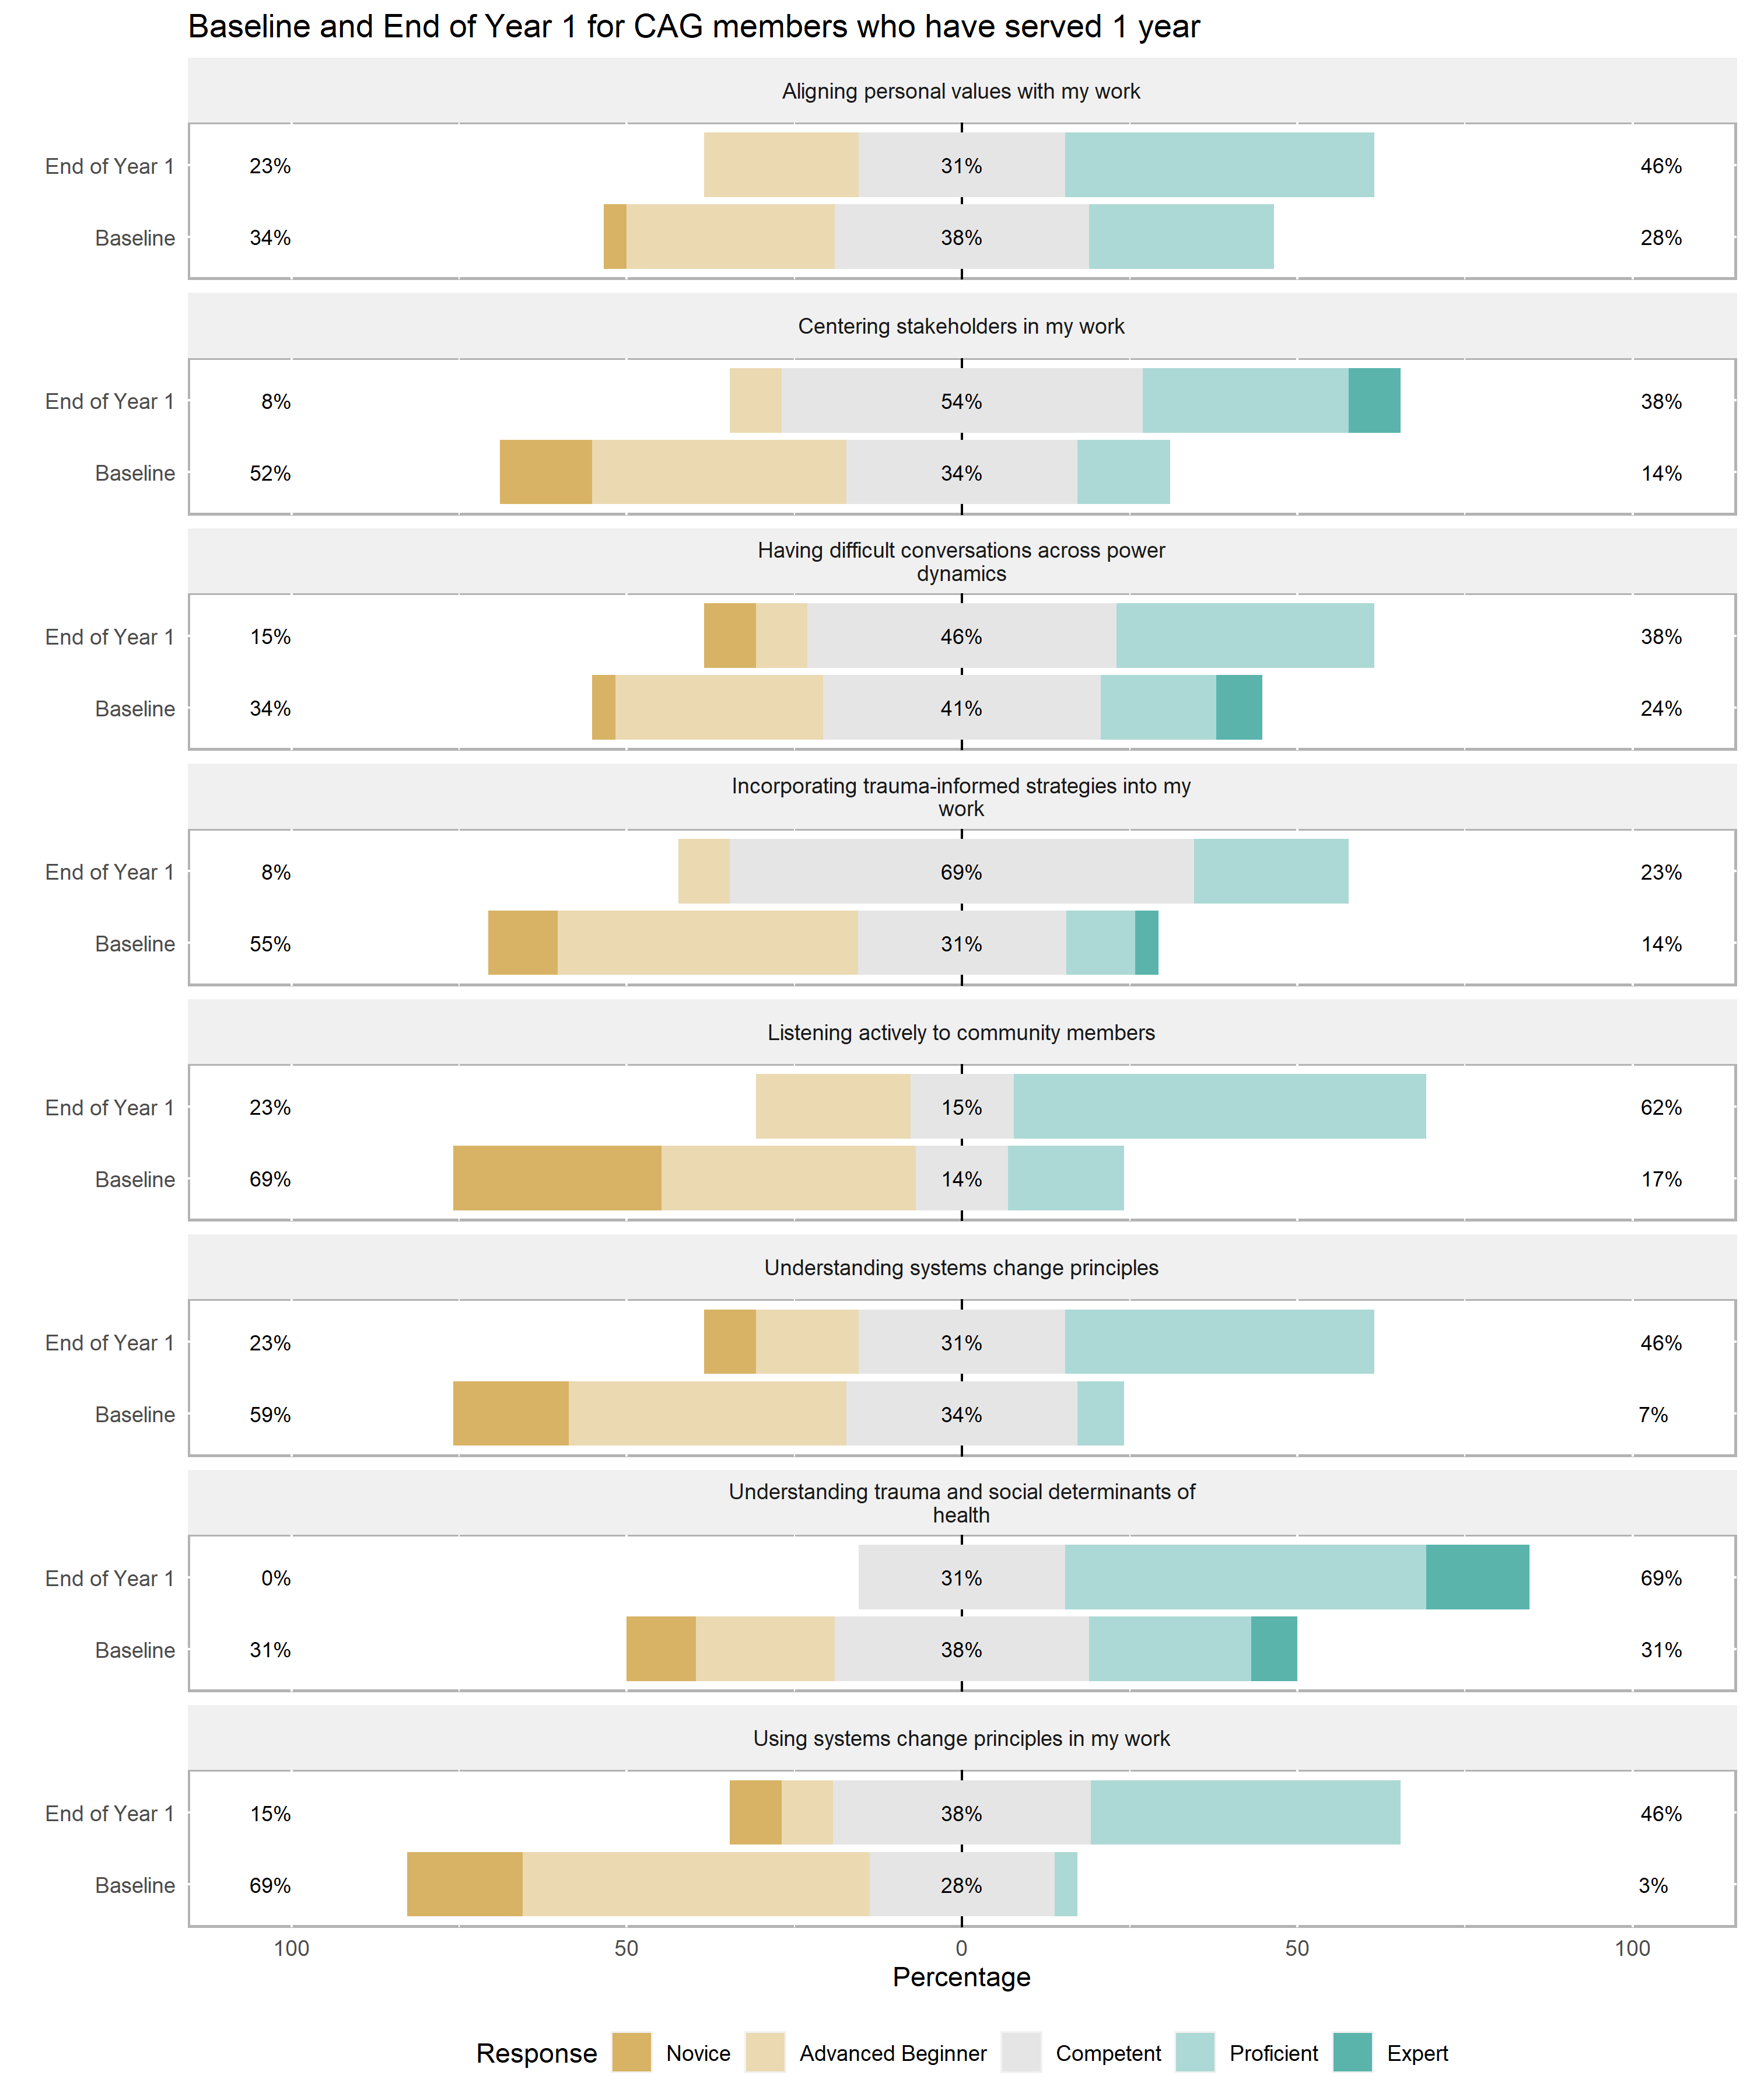 Baseline and End of Year 1 for CAG members who have served 1 year
Aligning personal values with my work
End of Year 1 23% 31% 46%
Baseline 34% 38% 28%
Centering stakeholders in my work
End of Year 1 8% 54% 38%
Baseline 52% 34% 14%
Having difficult conversations across power
dynamics
End of Year 1 15% 46% 38%
Baseline 34% 41% 24%
Incorporating trauma-informed strategies into my
work
End of Year 1 8% 69% 23%
Baseline 55% 31% 14%
Listening actively to community members
End of Year 1 23% 15% 62%
Baseline 69% 14% 17%
Understanding systems change principles
End of Year 1 23% 31% 46%
Baseline 59% 34% 7%
Understanding trauma and social determinants of
health
End of Year 1 0% 31% 69%
Baseline 31% 38% 31%
Using systems change principles in my work
End of Year 1 15% 38% 46%
Baseline 69% 28% 3%
100 50 0 50 100
Percentage
Response Novice Advanced Beginner Competent Proficient Expert